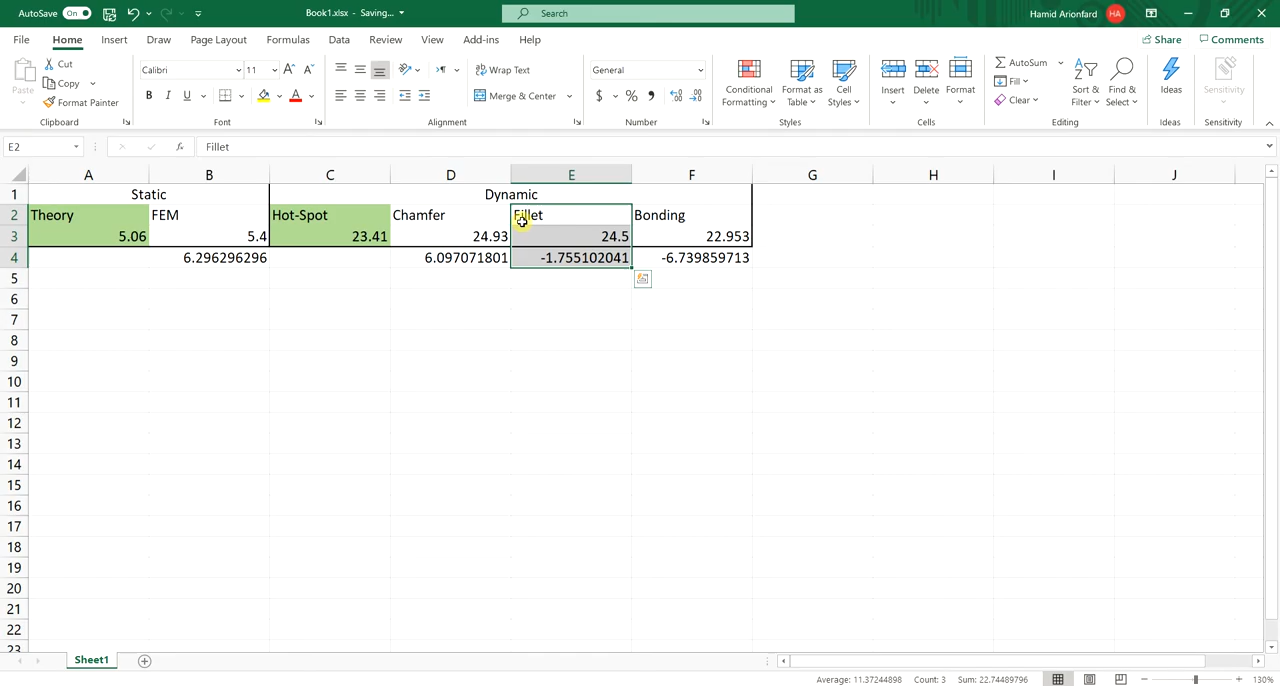 AutoSave On Book1.xlsx - Saving... Search Hamid Arionfard HA
File Home Insert Draw Page Layout Formulas Data Review View Add-ins Help Share Comments
Paste Cut Copy Format Painter Clipboard
Calibri 11 B I U Font
Wrap Text Merge & Center Alignment
General $ % , Number
Conditional Formatting Format as Table Cell Styles Styles
Insert Delete Format Cells
AutoSum Fill Clear Sort & Filter Find & Select Editing
Ideas Ideas
Sensitivity Sensitivity
E2 fx Fillet
A B C D E F G H I J
1 Static Dynamic
2 Theory FEM Hot-Spot Chamfer Fillet Bonding
3 5.06 5.4 23.41 24.93 24.5 22.953
4 6.296296296 6.097071801 -1.755102041 -6.739859713
5
6
7
8
9
10
11
12
13
14
15
16
17
18
19
20
21
22
23
Sheet1
Average: 11.37244898 Count: 3 Sum: 22.74489796 130%